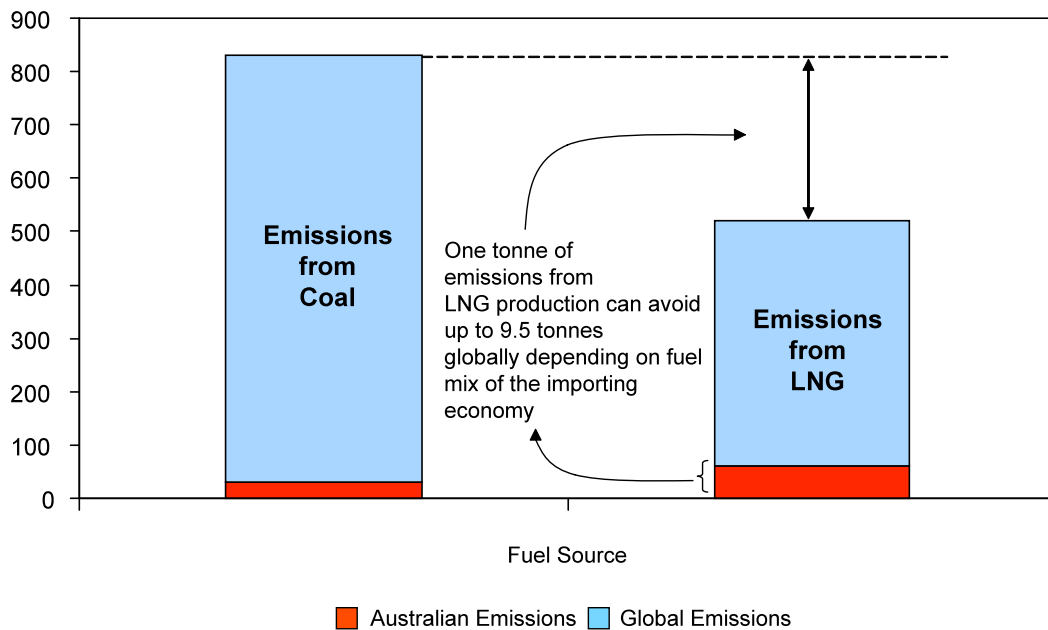 900
800
700
600
500
400
300
200
100
0
Emissions
from
Coal
One tonne of
emissions from
LNG production can avoid
up to 9.5 tonnes
globally depending on fuel
mix of the importing
economy
Emissions
from
LNG
Fuel Source
Australian Emissions
Global Emissions